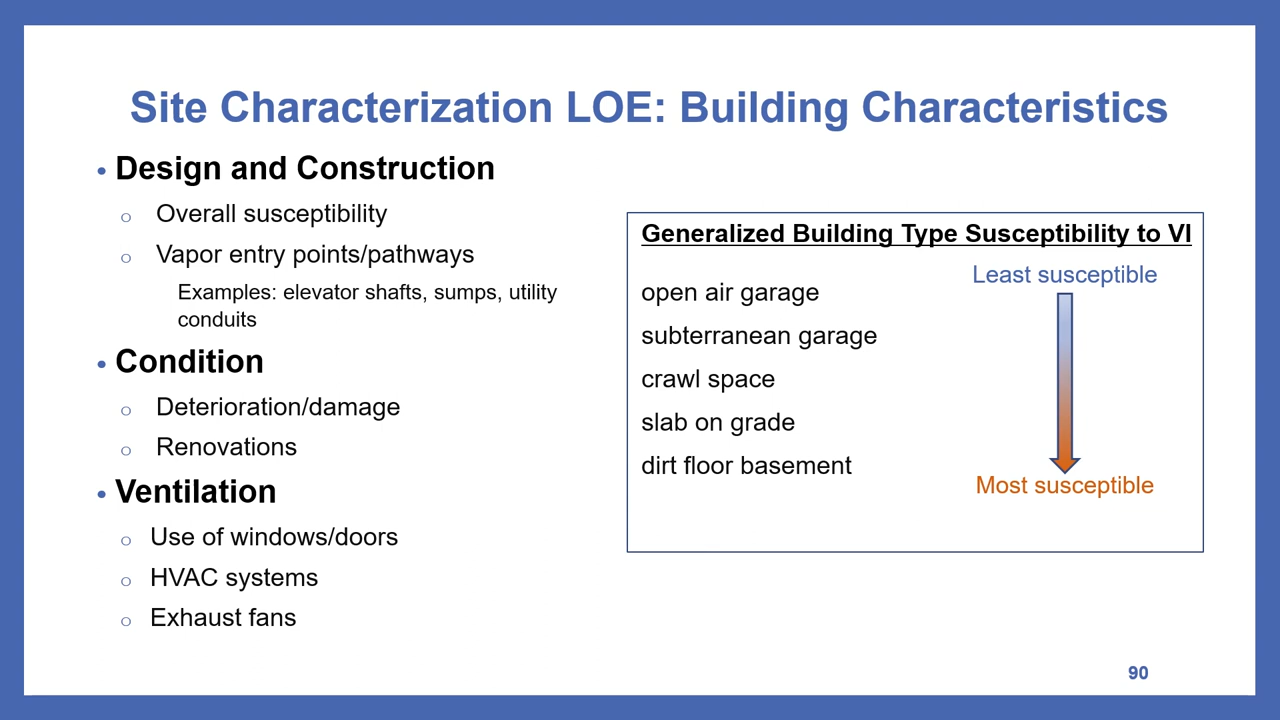 Site Characterization LOE: Building Characteristics
• Design and Construction
o Overall susceptibility
o Vapor entry points/pathways
Examples: elevator shafts, sumps, utility
conduits
• Condition
o Deterioration/damage
o Renovations
• Ventilation
o Use of windows/doors
o HVAC systems
o Exhaust fans
Generalized Building Type Susceptibility to VI
Least susceptible
open air garage
subterranean garage
crawl space
slab on grade
dirt floor basement
Most susceptible
90